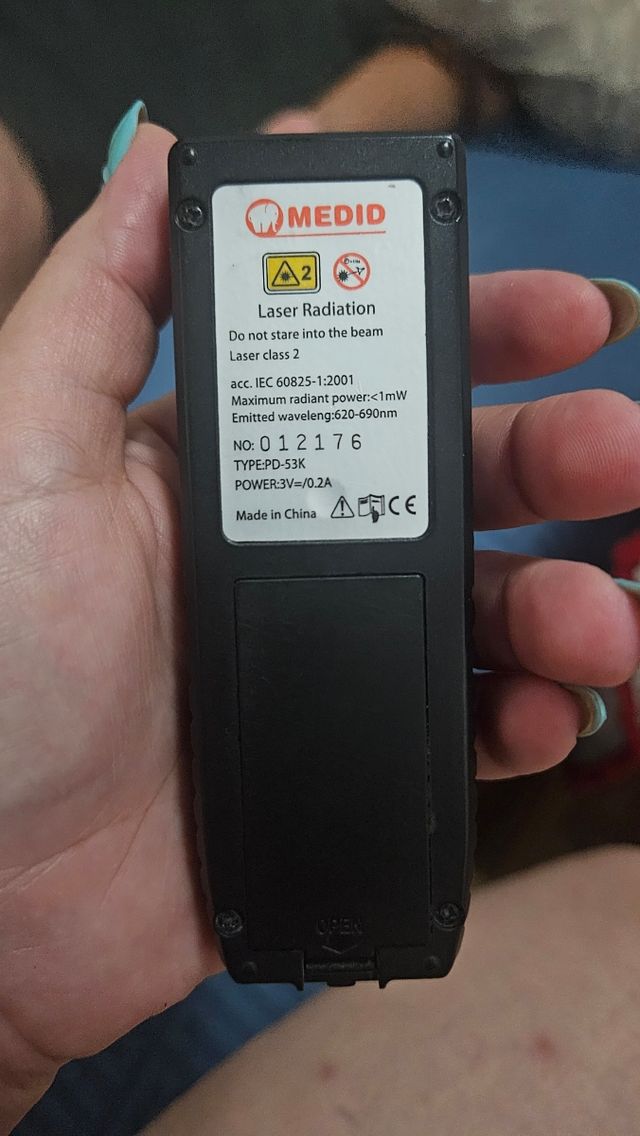 MEDID
2
Laser Radiation
Do not stare into the beam
Laser class 2
acc. IEC 60825-1:2001
Maximum radiant power:<1mW
Emitted waveleng:620-690nm
NO: 012176
TYPE:PD-53K
POWER:3V=/0.2A
Made in China CE
OPEN